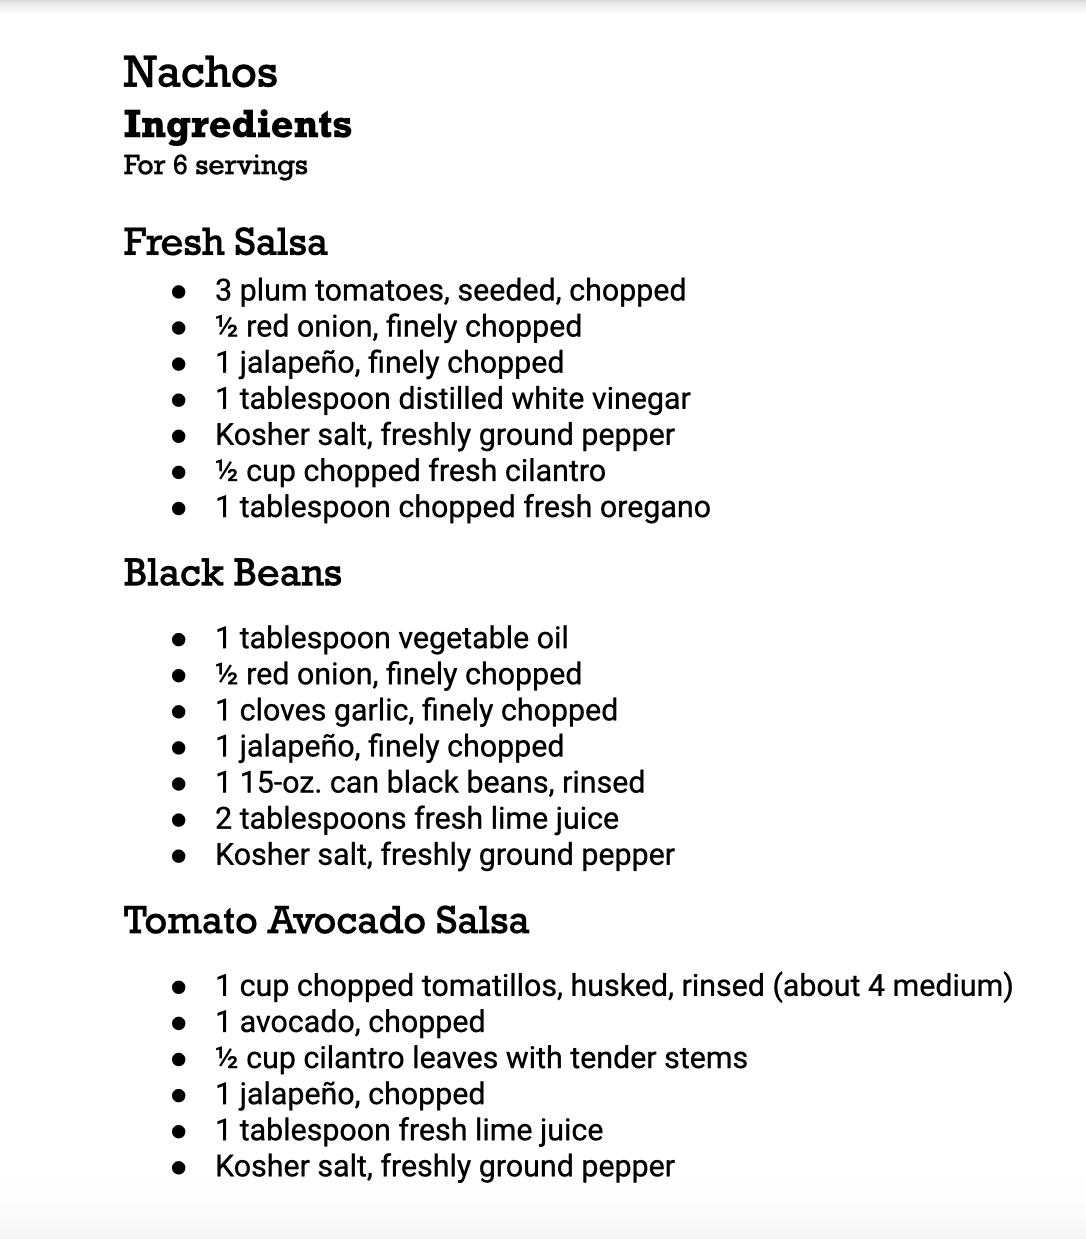 Nachos
Ingredients
For 6 servings
Fresh Salsa
● 3 plum tomatoes, seeded, chopped
● ½ red onion, finely chopped
● 1 jalapeño, finely chopped
● 1 tablespoon distilled white vinegar
● Kosher salt, freshly ground pepper
● ½ cup chopped fresh cilantro
● 1 tablespoon chopped fresh oregano
Black Beans
● 1 tablespoon vegetable oil
● ½ red onion, finely chopped
● 1 cloves garlic, finely chopped
● 1 jalapeño, finely chopped
● 1 15-oz. can black beans, rinsed
● 2 tablespoons fresh lime juice
● Kosher salt, freshly ground pepper
Tomato Avocado Salsa
● 1 cup chopped tomatillos, husked, rinsed (about 4 medium)
● 1 avocado, chopped
● ½ cup cilantro leaves with tender stems
● 1 jalapeño, chopped
● 1 tablespoon fresh lime juice
● Kosher salt, freshly ground pepper